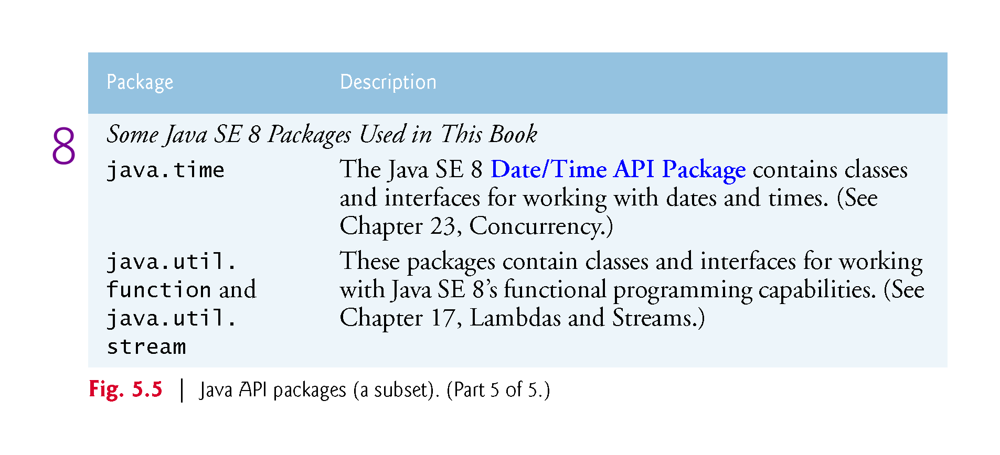 Package Description
8
Some Java SE 8 Packages Used in This Book
java.time
The Java SE 8 Date/Time API Package contains classes
and interfaces for working with dates and times. (See
Chapter 23, Concurrency.)
java.util.
function and
java.util.
stream
These packages contain classes and interfaces for working
with Java SE 8’s functional programming capabilities. (See
Chapter 17, Lambdas and Streams.)
Fig. 5.5 | Java API packages (a subset). (Part 5 of 5.)